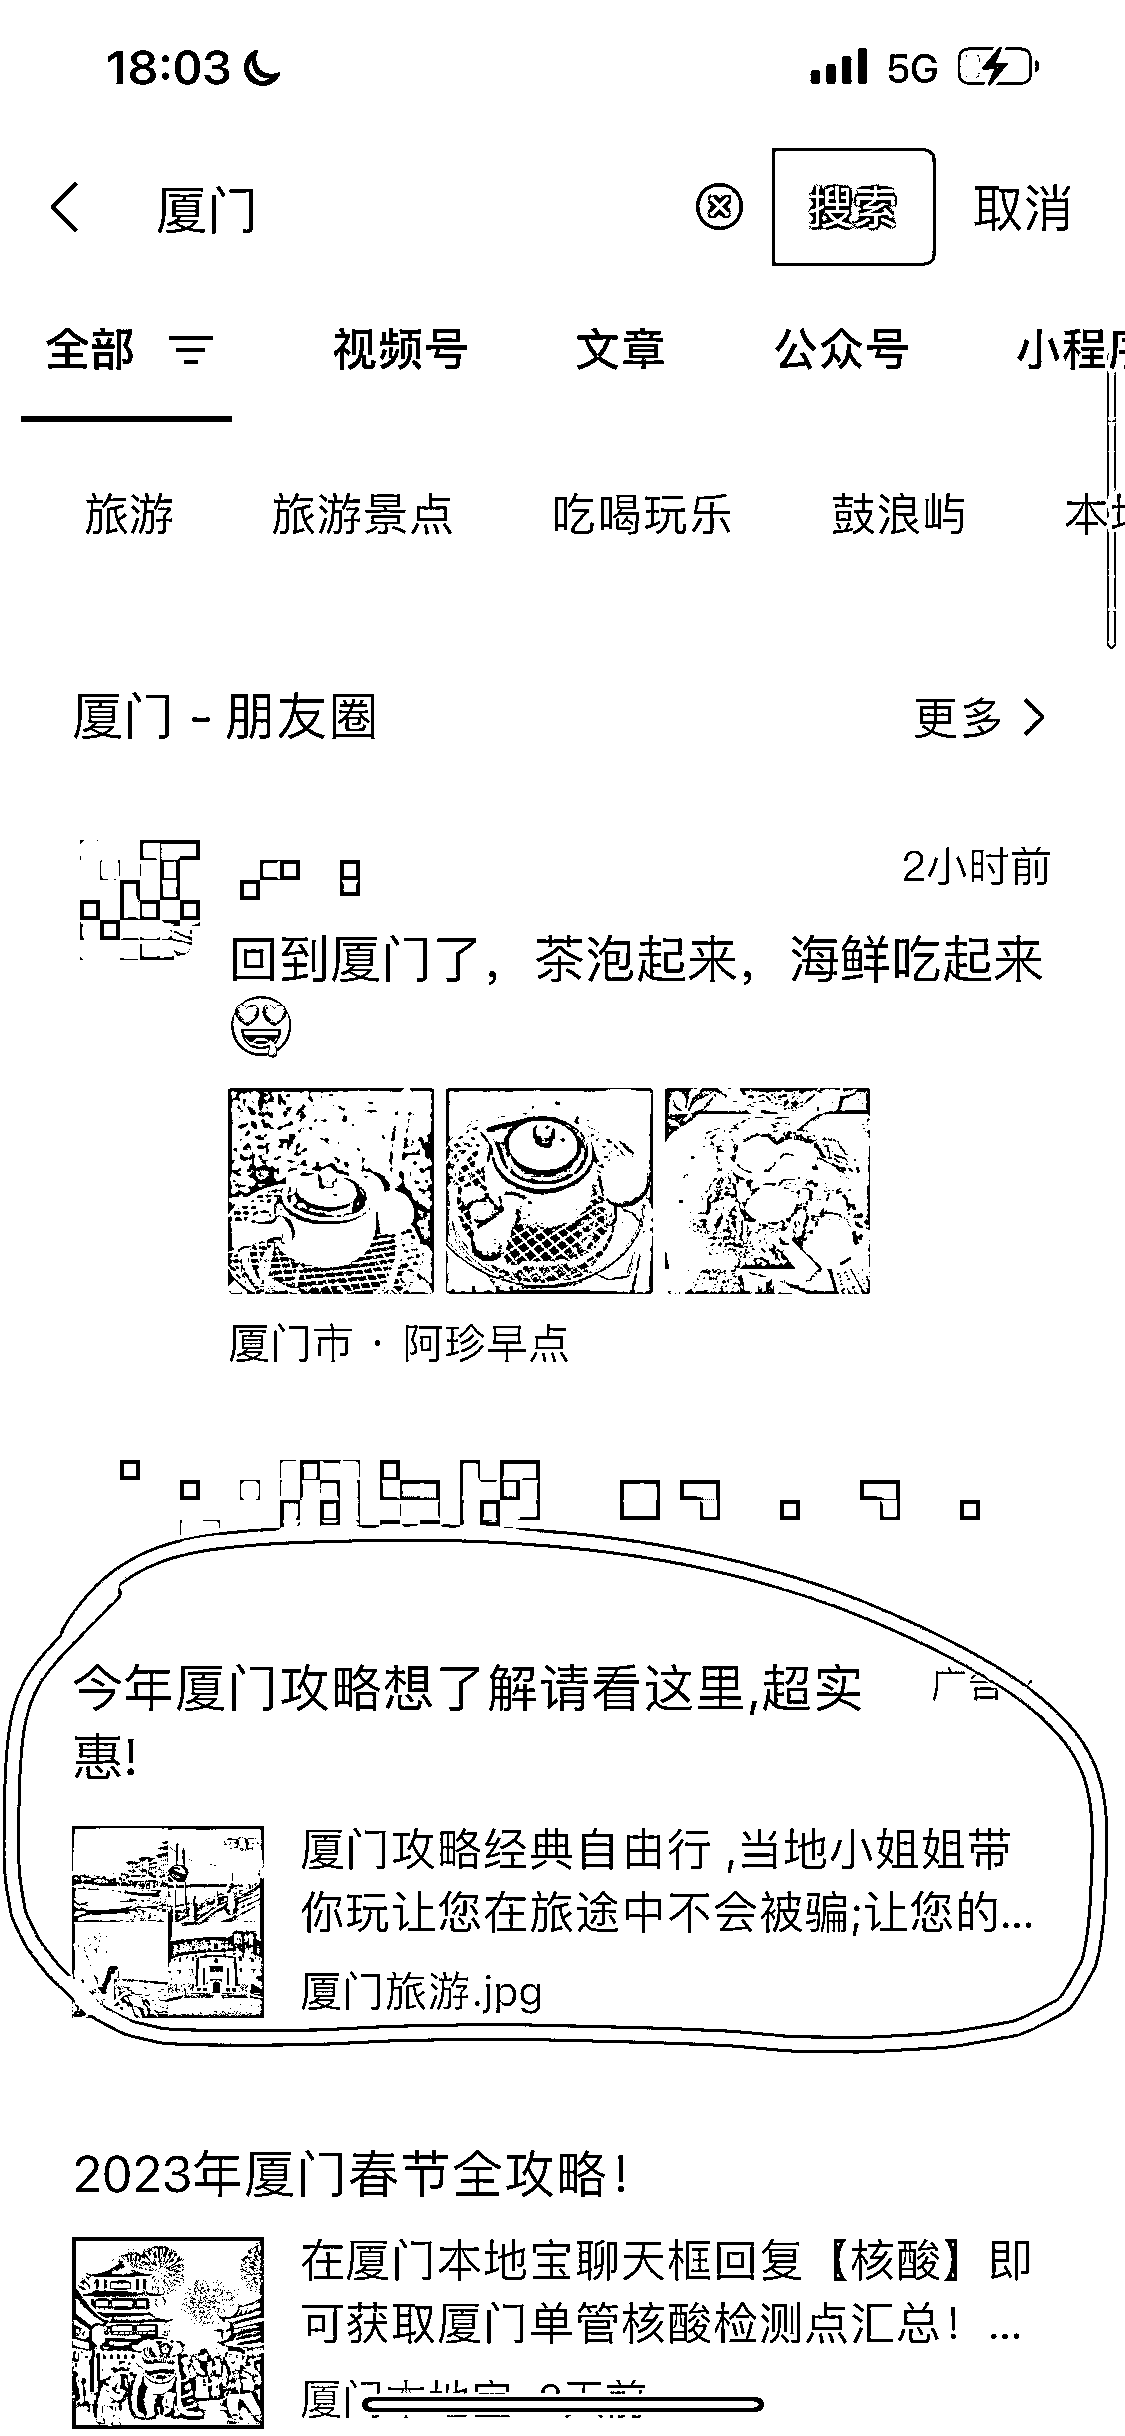 18:03 5G
厦门 搜索 取消
全部 视频号 文章 公众号 小程序
旅游 旅游景点 吃喝玩乐 鼓浪屿 本
厦门 - 朋友圈 更多
2小时前
回到厦门了，茶泡起来，海鲜吃起来
😍
厦门市 · 阿珍早点
今年厦门攻略想了解请看这里,超实 广告
惠!
厦门攻略经典自由行 ,当地小姐姐带
你玩让您在旅途中不会被骗;让您的...
厦门旅游.jpg
2023年厦门春节全攻略！
在厦门本地宝聊天框回复【核酸】即
可获取厦门单管核酸检测点汇总！...
厦门本地宝